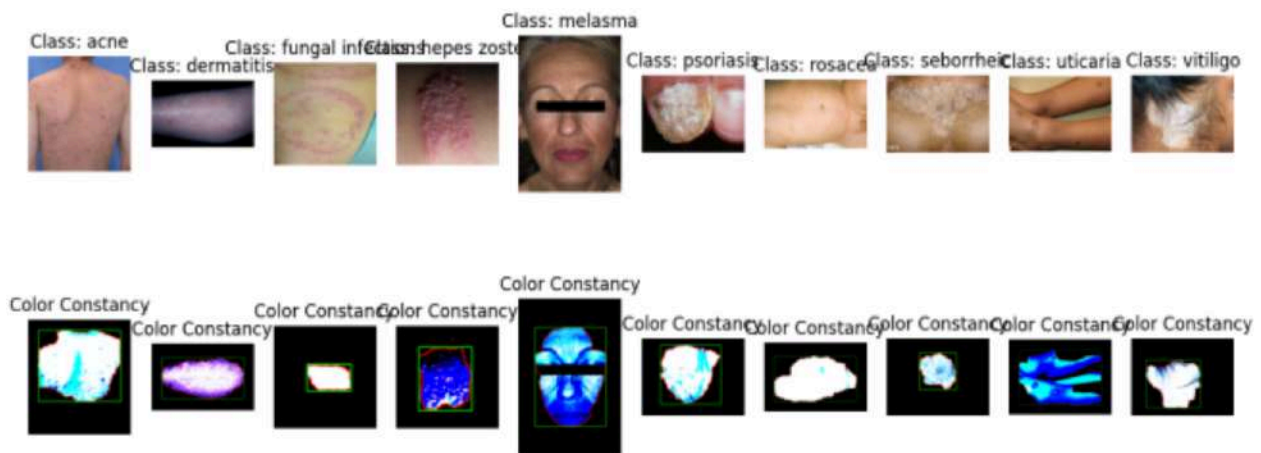 Class: acne
Class: dermatitis
Class: fungal infections
Class: hepes zoste
Class: melasma
Class: psoriasis
Class: rosacea
Class: seborrheic
Class: uticaria
Class: vitiligo
Color Constancy
Color Constancy
Color Constancy
Color Constancy
Color Constancy
Color Constancy
Color Constancy
Color Constancy
Color Constancy
Color Constancy